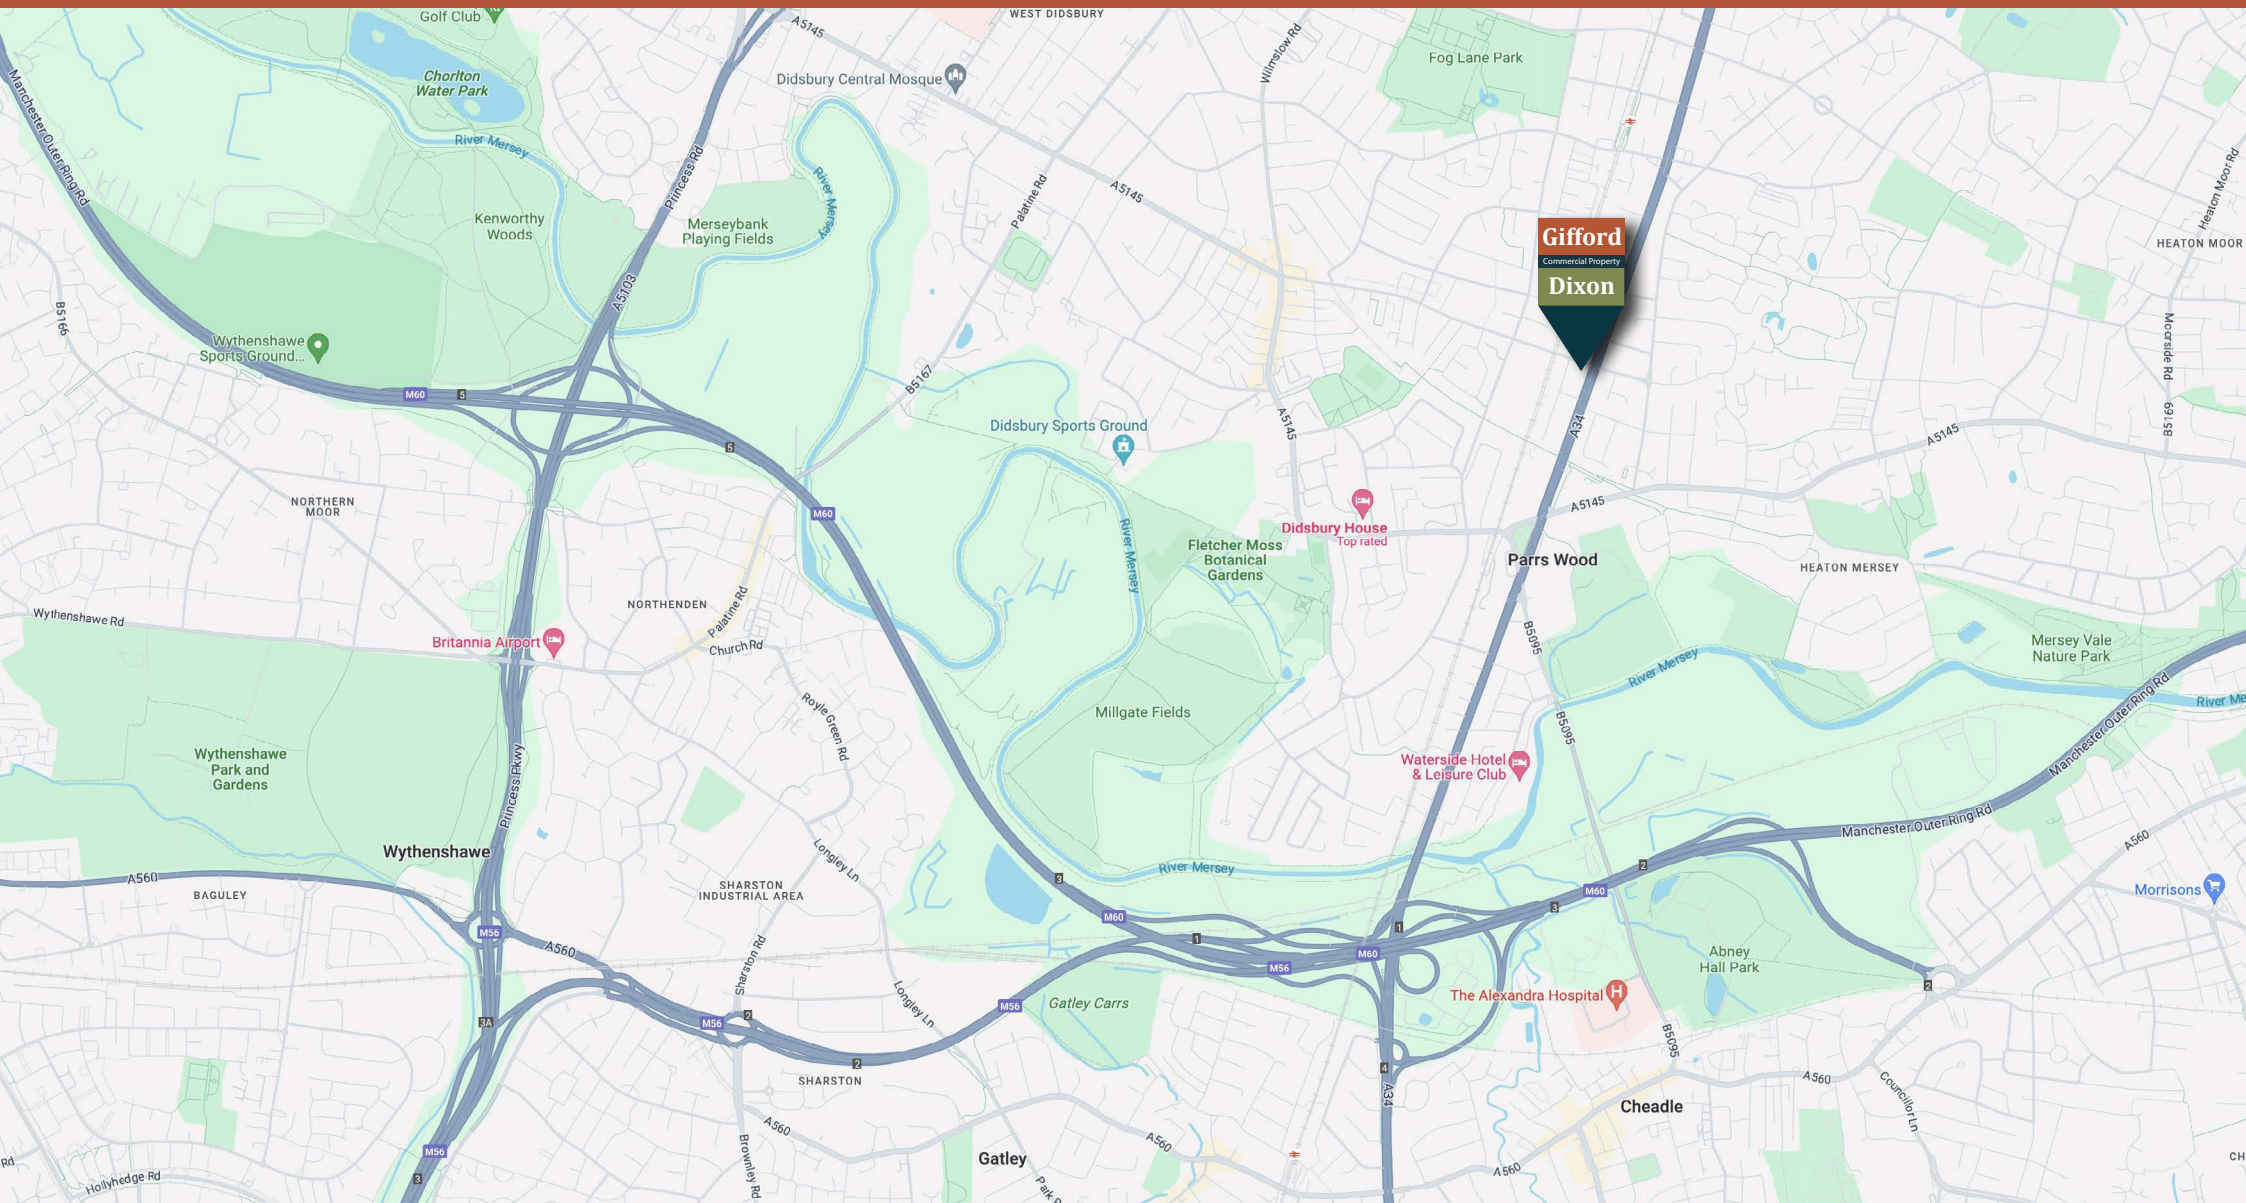 Golf Club
A5145
WEST DIDSBURY
Wilmslow Rd
Fog Lane Park
Chorlton
Water Park
Didsbury Central Mosque
Manchester Outer Ring Rd
River Mersey
Princess Rd
River Mersey
Palatine Rd
A5145
Heaton Moor Rd
Kenworthy
Woods
Merseybank
Playing Fields
HEATON MOOR
Gifford
Commercial Property
Dixon
A5103
B5166
Wythenshawe
Sports Ground...
Moorside Rd
M60
5
B5167
B5169
A5145
A34
A5145
Didsbury Sports Ground
5
NORTHERN
MOOR
M60
River Mersey
Didsbury House
Top rated
A5145
Fletcher Moss
Botanical
Gardens
Parrs Wood
HEATON MERSEY
NORTHENDEN
Palatine Rd
Wythenshawe Rd
Britannia Airport
Church Rd
B5095
Mersey Vale
Nature Park
River Mersey
River Me
Royle Green Rd
Millgate Fields
B5095
Manchester Outer Ring Rd
Wythenshawe
Park and
Gardens
Princess Pkwy
Waterside Hotel
& Leisure Club
Manchester Outer Ring Rd
Wythenshawe
Longley Ln
River Mersey
A560
A560
BAGULEY
SHARSTON
INDUSTRIAL AREA
3
2
M60
Morrisons
M60
3
1
M56
A560
1
M60
M56
Sharston Rd
Abney
Hall Park
Longley Ln
M56
Gatley Carrs
The Alexandra Hospital
2
3A
M56
2
B5095
2
4
SHARSTON
A34
A560
Councillor Ln
Cheadle
A560
A560
M56
Brownley Rd
Gatley
A560
CH
Rd
Hollyhedge Rd
3
Park R